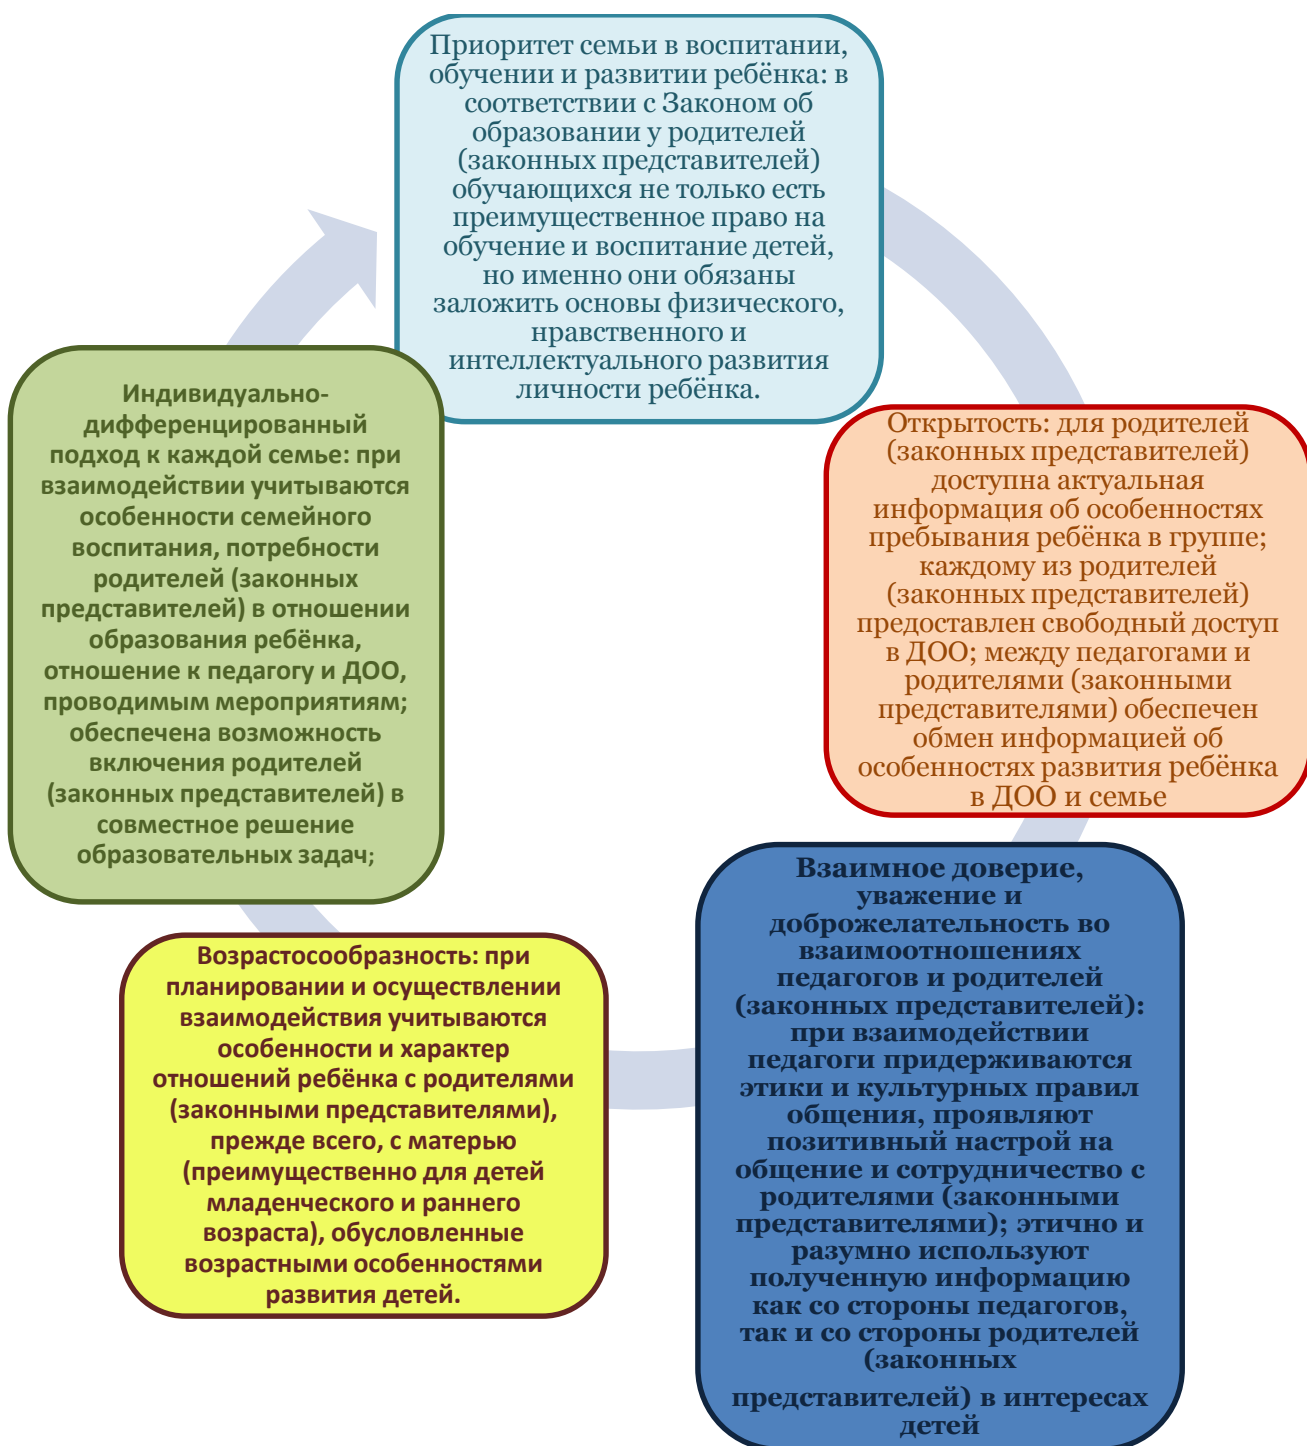 Приоритет семьи в воспитании,
обучении и развитии ребёнка: в
соответствии с Законом об
образовании у родителей
(законных представителей)
обучающихся не только есть
преимущественное право на
обучение и воспитание детей,
но именно они обязаны
заложить основы физического,
нравственного и
интеллектуального развития
личности ребёнка.
Открытость: для родителей
(законных представителей)
доступна актуальная
информация об особенностях
пребывания ребёнка в группе;
каждому из родителей
(законных представителей)
предоставлен свободный доступ
в ДОО; между педагогами и
родителями (законными
представителями) обеспечен
обмен информацией об
особенностях развития ребёнка
в ДОО и семье
Взаимное доверие,
уважение и
доброжелательность во
взаимоотношениях
педагогов и родителей
(законных представителей):
при взаимодействии
педагоги придерживаются
этики и культурных правил
общения, проявляют
позитивный настрой на
общение и сотрудничество с
родителями (законными
представителями); этично и
разумно используют
полученную информацию
как со стороны педагогов,
так и со стороны родителей
(законных
представителей) в интересах
детей
Возрастосообразность: при
планировании и осуществлении
взаимодействия учитываются
особенности и характер
отношений ребёнка с родителями
(законными представителями),
прежде всего, с матерью
(преимущественно для детей
младенческого и раннего
возраста), обусловленные
возрастными особенностями
развития детей.
Индивидуально-
дифференцированный
подход к каждой семье: при
взаимодействии учитываются
особенности семейного
воспитания, потребности
родителей (законных
представителей) в отношении
образования ребёнка,
отношение к педагогу и ДОО,
проводимым мероприятиям;
обеспечена возможность
включения родителей
(законных представителей) в
совместное решение
образовательных задач;